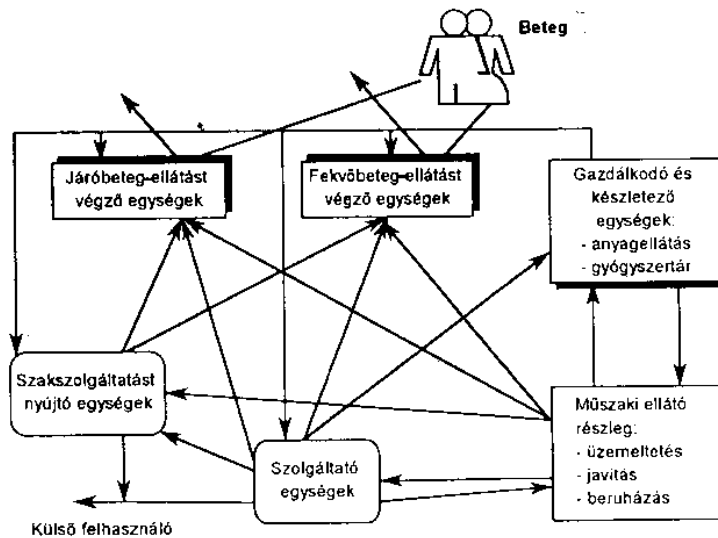 Beteg
Járóbeteg-ellátást
végző egységek
Fekvőbeteg-ellátást
végző egységek
Gazdálkodó és
készletező
egységek:
- anyagellátás
- gyógyszertár
Szakszolgáltatást
nyújtó egységek
Szolgáltató
egységek
Műszaki ellátó
részleg:
- üzemeltetés
- javítás
- beruházás
Külső felhasználó